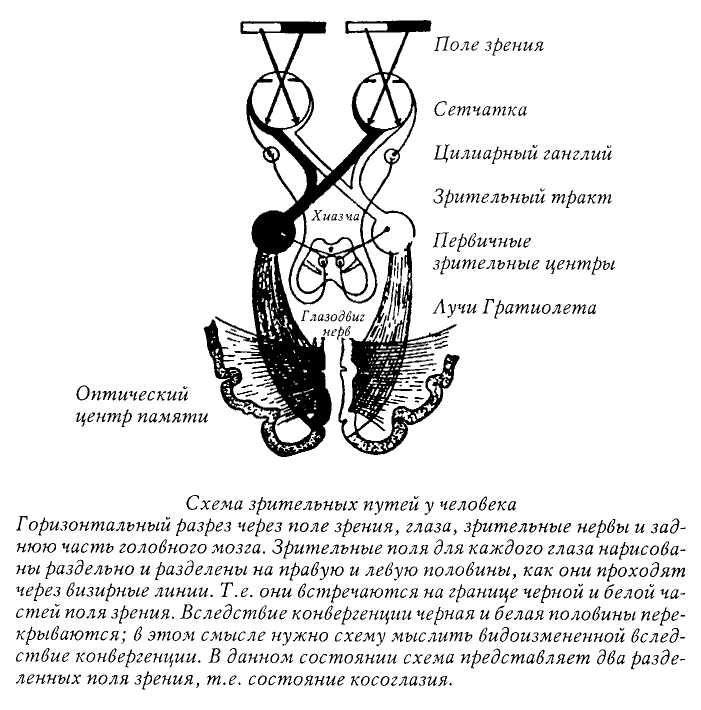 Поле зрения
Сетчатка
Цилиарный ганглий
Зрительный тракт
Хиазма
Первичные
зрительные центры
Лучи Гратиолета
Глазодвиг
нерв
Оптический
центр памяти
Схема зрительных путей у человека
Горизонтальный разрез через поле зрения, глаза, зрительные нервы и зад-
нюю часть головного мозга. Зрительные поля для каждого глаза нарисова-
ны раздельно и разделены на правую и левую половины, как они проходят
через визирные линии. Т.е. они встречаются на границе черной и белой ча-
стей поля зрения. Вследствие конвергенции черная и белая половины пере-
крываются; в этом смысле нужно схему мыслить видоизмененной вслед-
ствие конвергенции. В данном состоянии схема представляет два разде-
ленных поля зрения, т.е. состояние косоглазия.